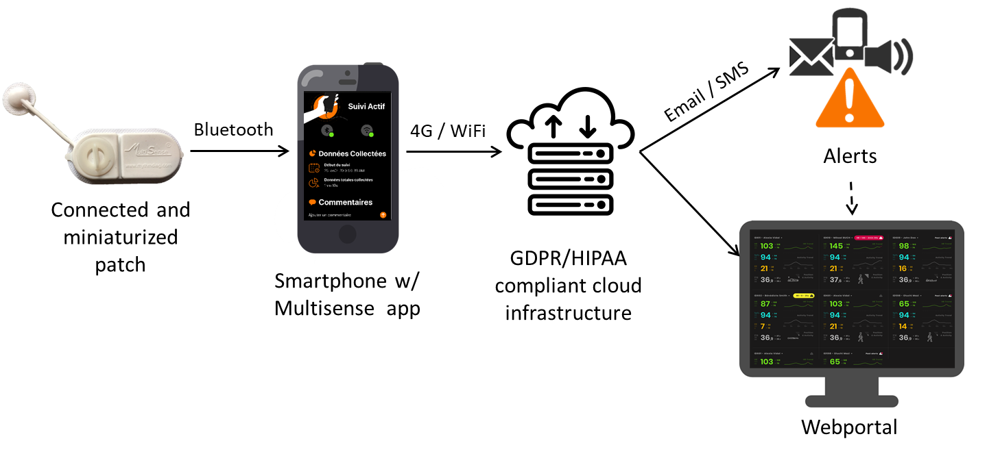 Bluetooth
4G / WiFi
Email / SMS
Alerts
Connected and
miniaturized
patch
MultiSense
Suivi Actif
Données Collectées
Début du suivi
Données totales collectées
Commentaires
Ajouter un commentaire
Smartphone w/
Multisense app
GDPR/HIPAA
compliant cloud
infrastructure
103
94
21
36,9
145
94
21
37,8
98
94
16
36,9
87
94
7
36,9
103
94
21
36,9
65
94
14
36,9
103
65
Webportal